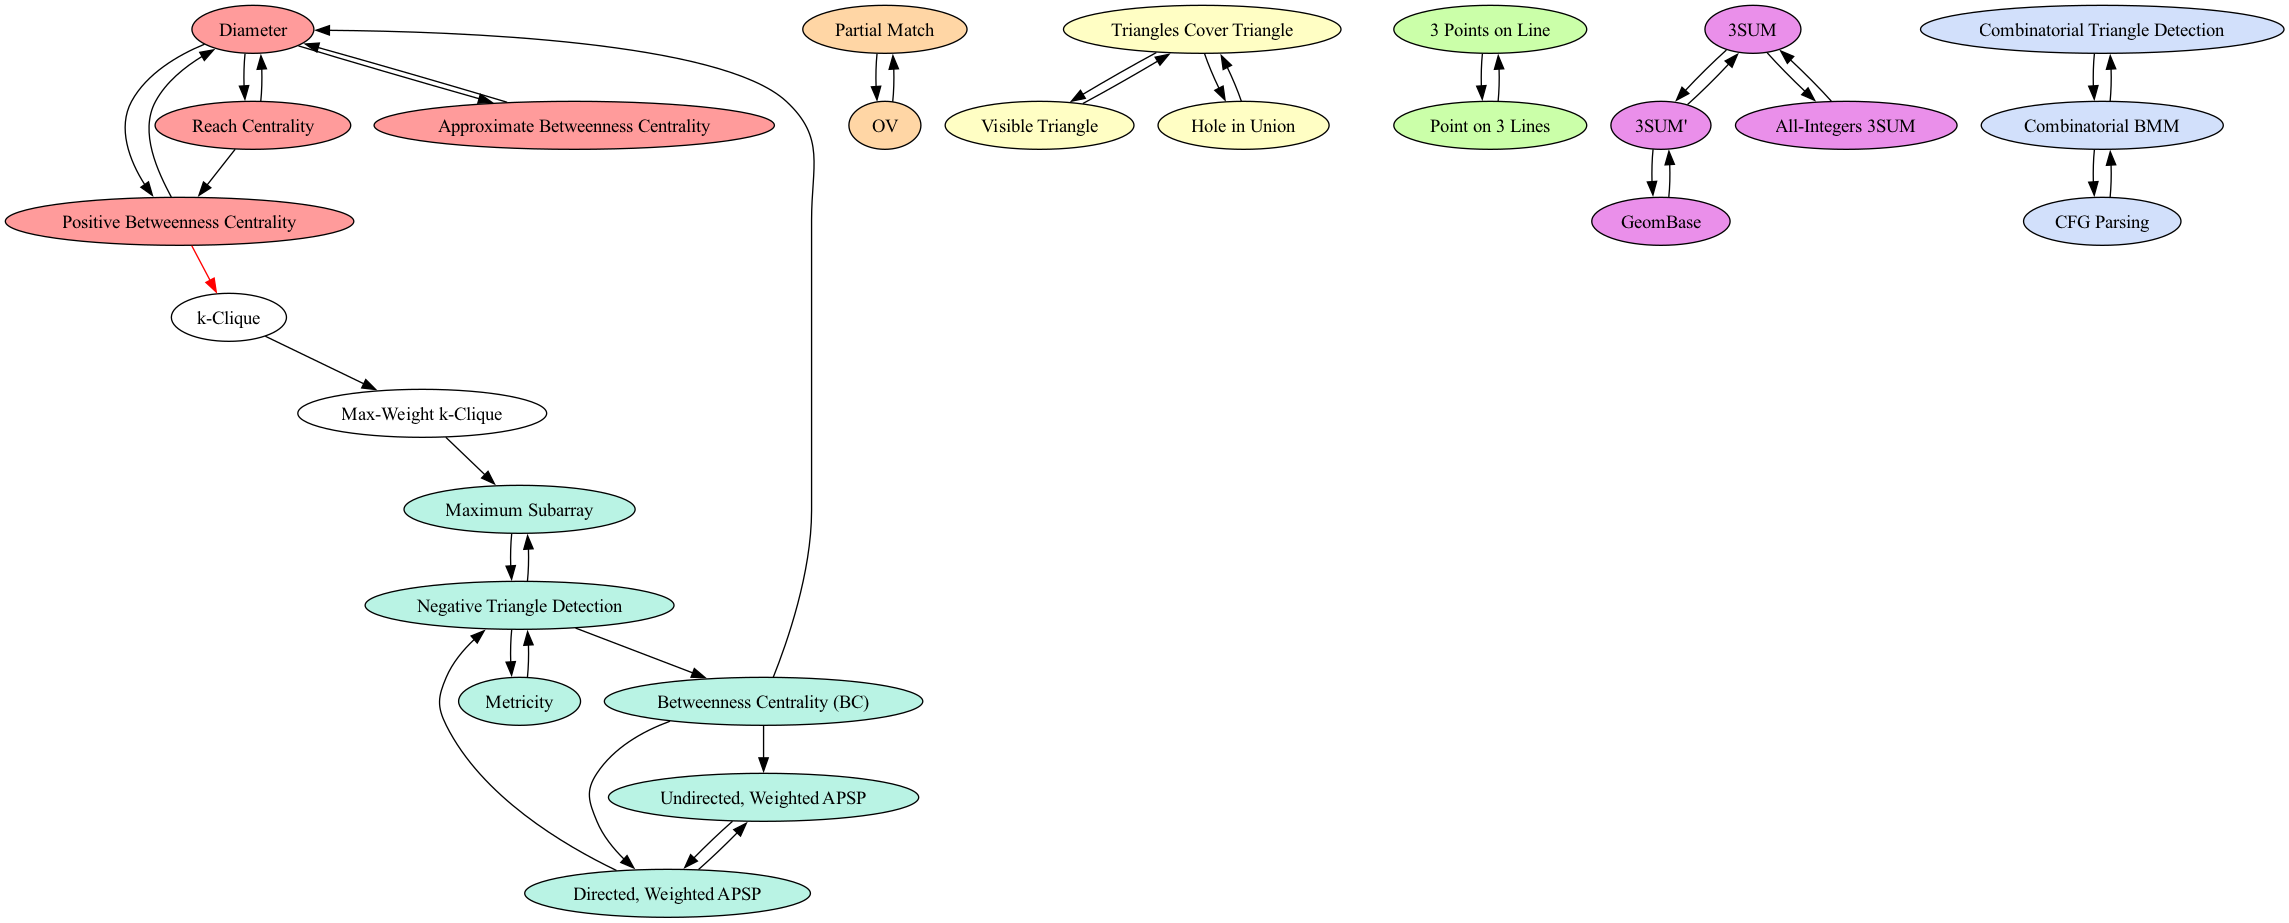 Diameter
Partial Match
Triangles Cover Triangle
3 Points on Line
3SUM
Combinatorial Triangle Detection
Reach Centrality
Approximate Betweenness Centrality
OV
Visible Triangle
Hole in Union
Point on 3 Lines
3SUM'
All-Integers 3SUM
Combinatorial BMM
Positive Betweenness Centrality
GeomBase
CFG Parsing
k-Clique
Max-Weight k-Clique
Maximum Subarray
Negative Triangle Detection
Metricity
Betweenness Centrality (BC)
Undirected, Weighted APSP
Directed, Weighted APSP